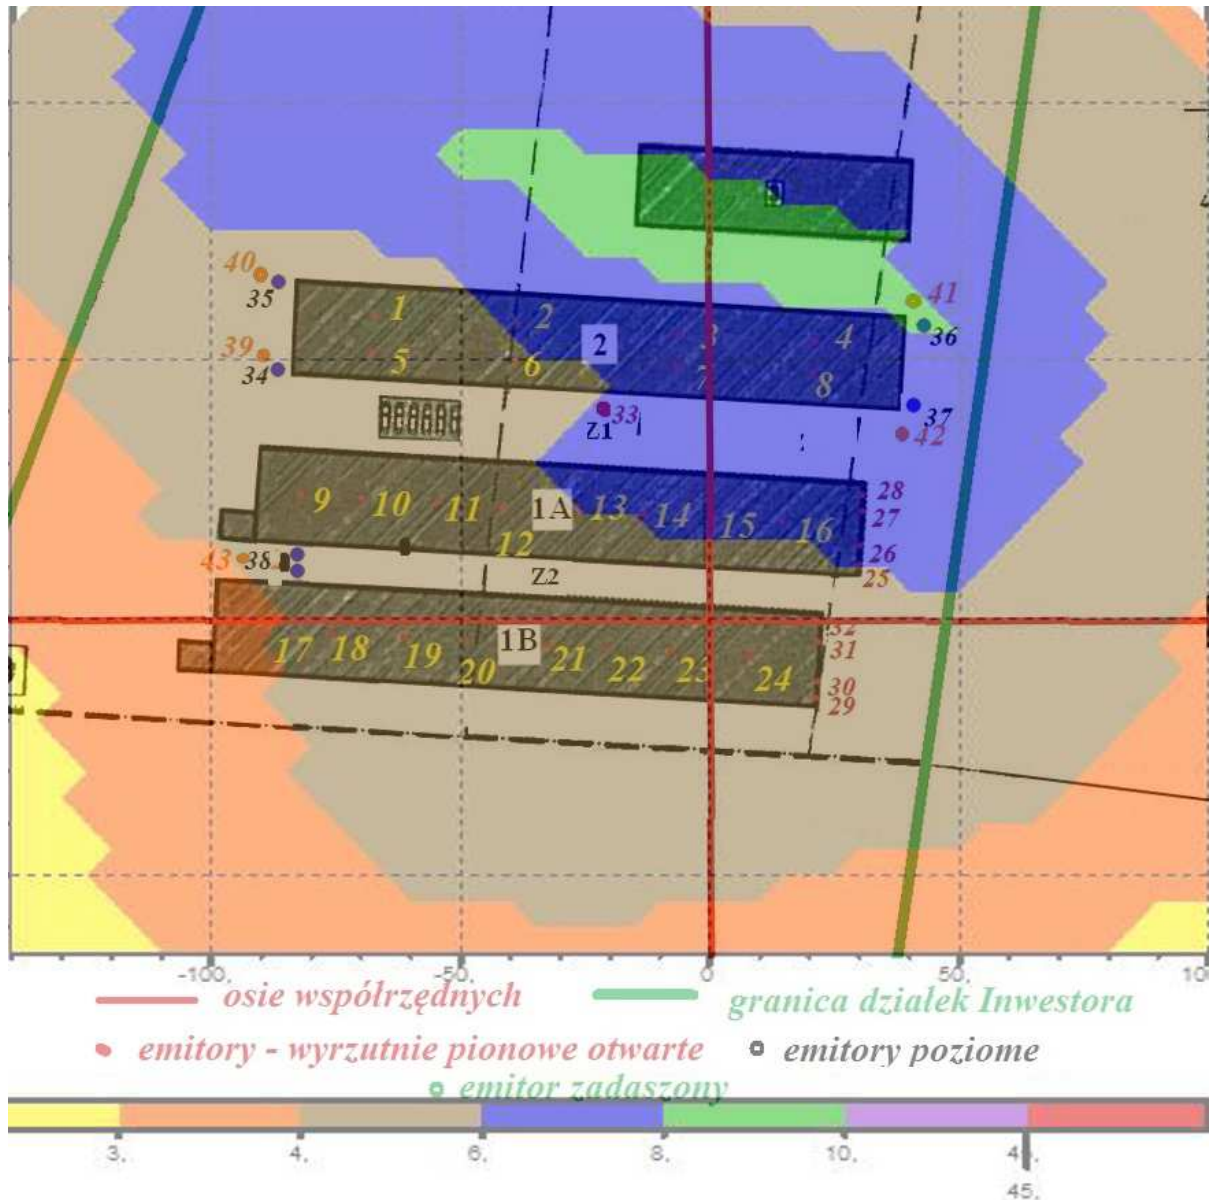 40
35
41
36
1 2 3 4
39
34
5 6 2 7 8
37
42
Z1 33
28
27
9 10 11 1A 13 14 15 16
12
26
25
43 38
Z2
32
31
17 18 19 20 1B 21 22 23 24
30
29
-100. -50. 0 50.
osie współrzędnych granica działek Inwestora
emitory - wyrzutnie pionowe otwarte emitory poziome
emitor zadaszony
3. 4. 6. 8. 10.
45.